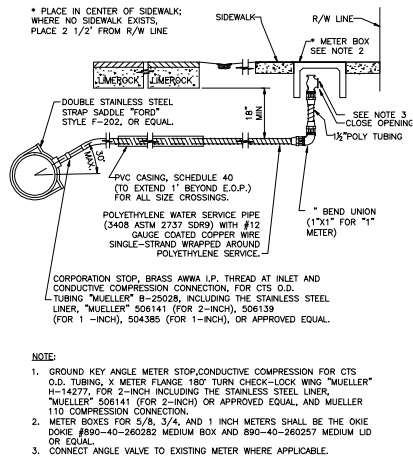 * PLACE IN CENTER OF SIDEWALK;
WHERE NO SIDEWALK EXISTS,
PLACE 2 1/2' FROM R/W LINE
SIDEWALK
R/W LINE
* METER BOX
SEE NOTE 2
LIMEROCK
LIMEROCK
18"
MIN
DOUBLE STAINLESS STEEL
STRAP SADDLE "FORD"
STYLE F-202, OR EQUAL.
SEE NOTE 3
CLOSE OPENING
1½"POLY TUBING
30°
MAX.
PVC CASING, SCHEDULE 40
(TO EXTEND 1' BEYOND E.O.P.)
FOR ALL SIZE CROSSINGS.
" BEND UNION
(1"X1" FOR "1"
METER)
POLYETHYLENE WATER SERVICE PIPE
(3408 ASTM 2737 SDR9) WITH #12
GAUGE COATED COPPER WIRE
SINGLE-STRAND WRAPPED AROUND
POLYETHYLENE SERVICE.
CORPORATION STOP, BRASS AWWA I.P. THREAD AT INLET AND
CONDUCTIVE COMPRESSION CONNECTION, FOR CTS O.D.
TUBING "MUELLER" B-25028, INCLUDING THE STAINLESS STEEL
LINER, "MUELLER" 506141 (FOR 2-INCH), 506139
(FOR 1 -INCH), 504385 (FOR 1-INCH), OR APPROVED EQUAL.
NOTE:
1. GROUND KEY ANGLE METER STOP,CONDUCTIVE COMPRESSION FOR CTS
O.D. TUBING, X METER FLANGE 180° TURN CHECK-LOCK WING "MUELLER"
H-14277, FOR 2-INCH INCLUDING THE STAINLESS STEEL LINER,
"MUELLER" 506141 (FOR 2-INCH) OR APPROVED EQUAL, AND MUELLER
110 COMPRESSION CONNECTION.
2. METER BOXES FOR 5/8, 3/4, AND 1 INCH METERS SHALL BE THE OKIE
DOKIE #890-40-260282 MEDIUM BOX AND 890-40-260257 MEDIUM LID
OR EQUAL.
3. CONNECT ANGLE VALVE TO EXISTING METER WHERE APPLICABLE.